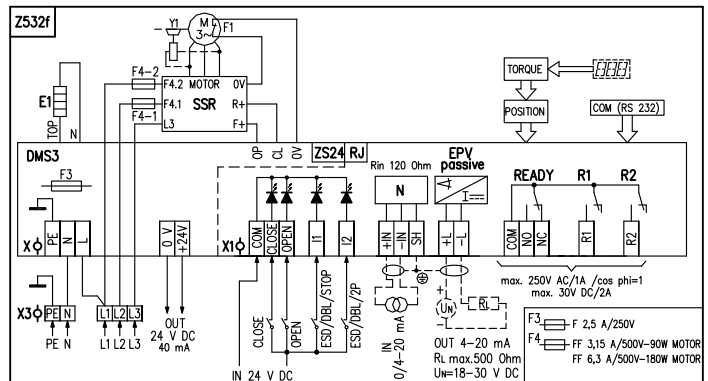 Z532f
Y1
M
3~
F1
F4-2
F4.2 MOTOR 0V
F4.1 SSR R+
L3 F+
F4-1
E1
TOP
N
OP
CL
0V
TORQUE
POSITION
COM (RS 232)
DMS3
ZS24 RJ
Rin 120 Ohm
EPV
passive
F3
N
I
READY R1 R2
X
PE
N
L
0 V
+24V
X1
COM
CLOSE
OPEN
I1
I2
+IN
-IN
SH
+L
-L
COM
NO
NC
R1
R2
max. 250V AC/1A /cos phi=1
max. 30V DC/2A
X3
PE N
L1 L2 L3
PE N
L1 L2 L3
OUT
24 V DC
40 mA
CLOSE
OPEN
ESD/DBL/STOP
ESD/DBL/2P
IN 24 V DC
IN
0/4-20 mA
+
UN
-
RL
OUT 4-20 mA
RL max.500 Ohm
UN=18-30 V DC
F3 F 2,5 A/250V
F4 FF 3,15 A/500V-90W MOTOR
FF 6,3 A/500V-180W MOTOR